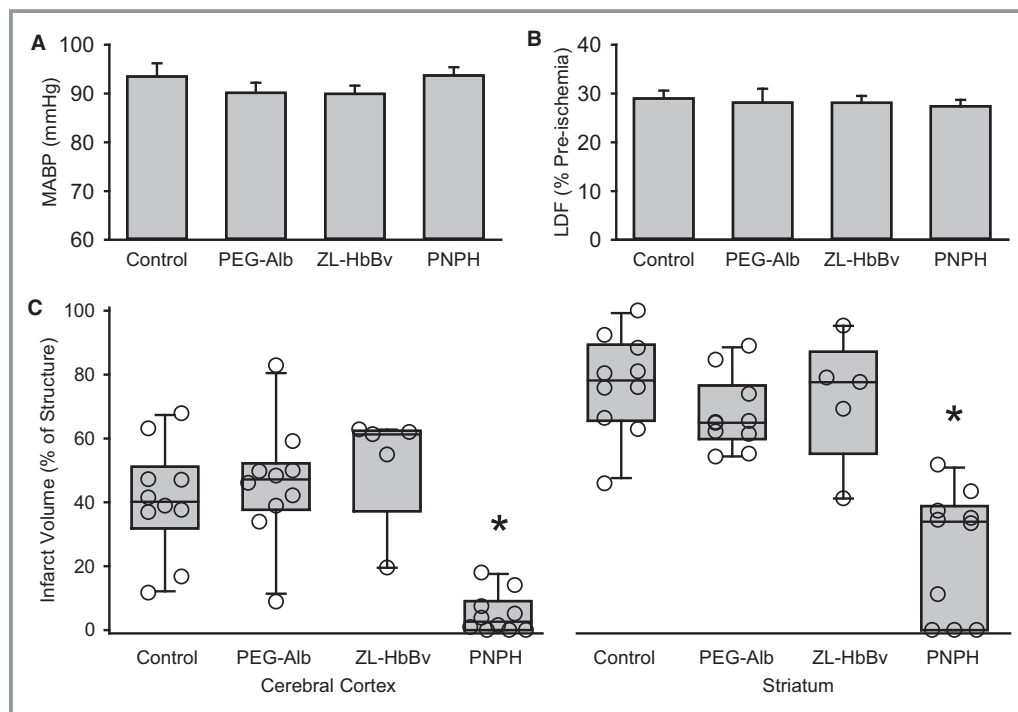 A
MABP (mmHg)
100
90
80
70
60
Control PEG-Alb ZL-HbBv PNPH
B
LDF (% Pre-ischemia)
40
30
20
10
0
Control PEG-Alb ZL-HbBv PNPH
C
Infarct Volume (% of Structure)
100
80
60
40
20
0
*
*
Control PEG-Alb ZL-HbBv PNPH
Cerebral Cortex
Control PEG-Alb ZL-HbBv PNPH
Striatum